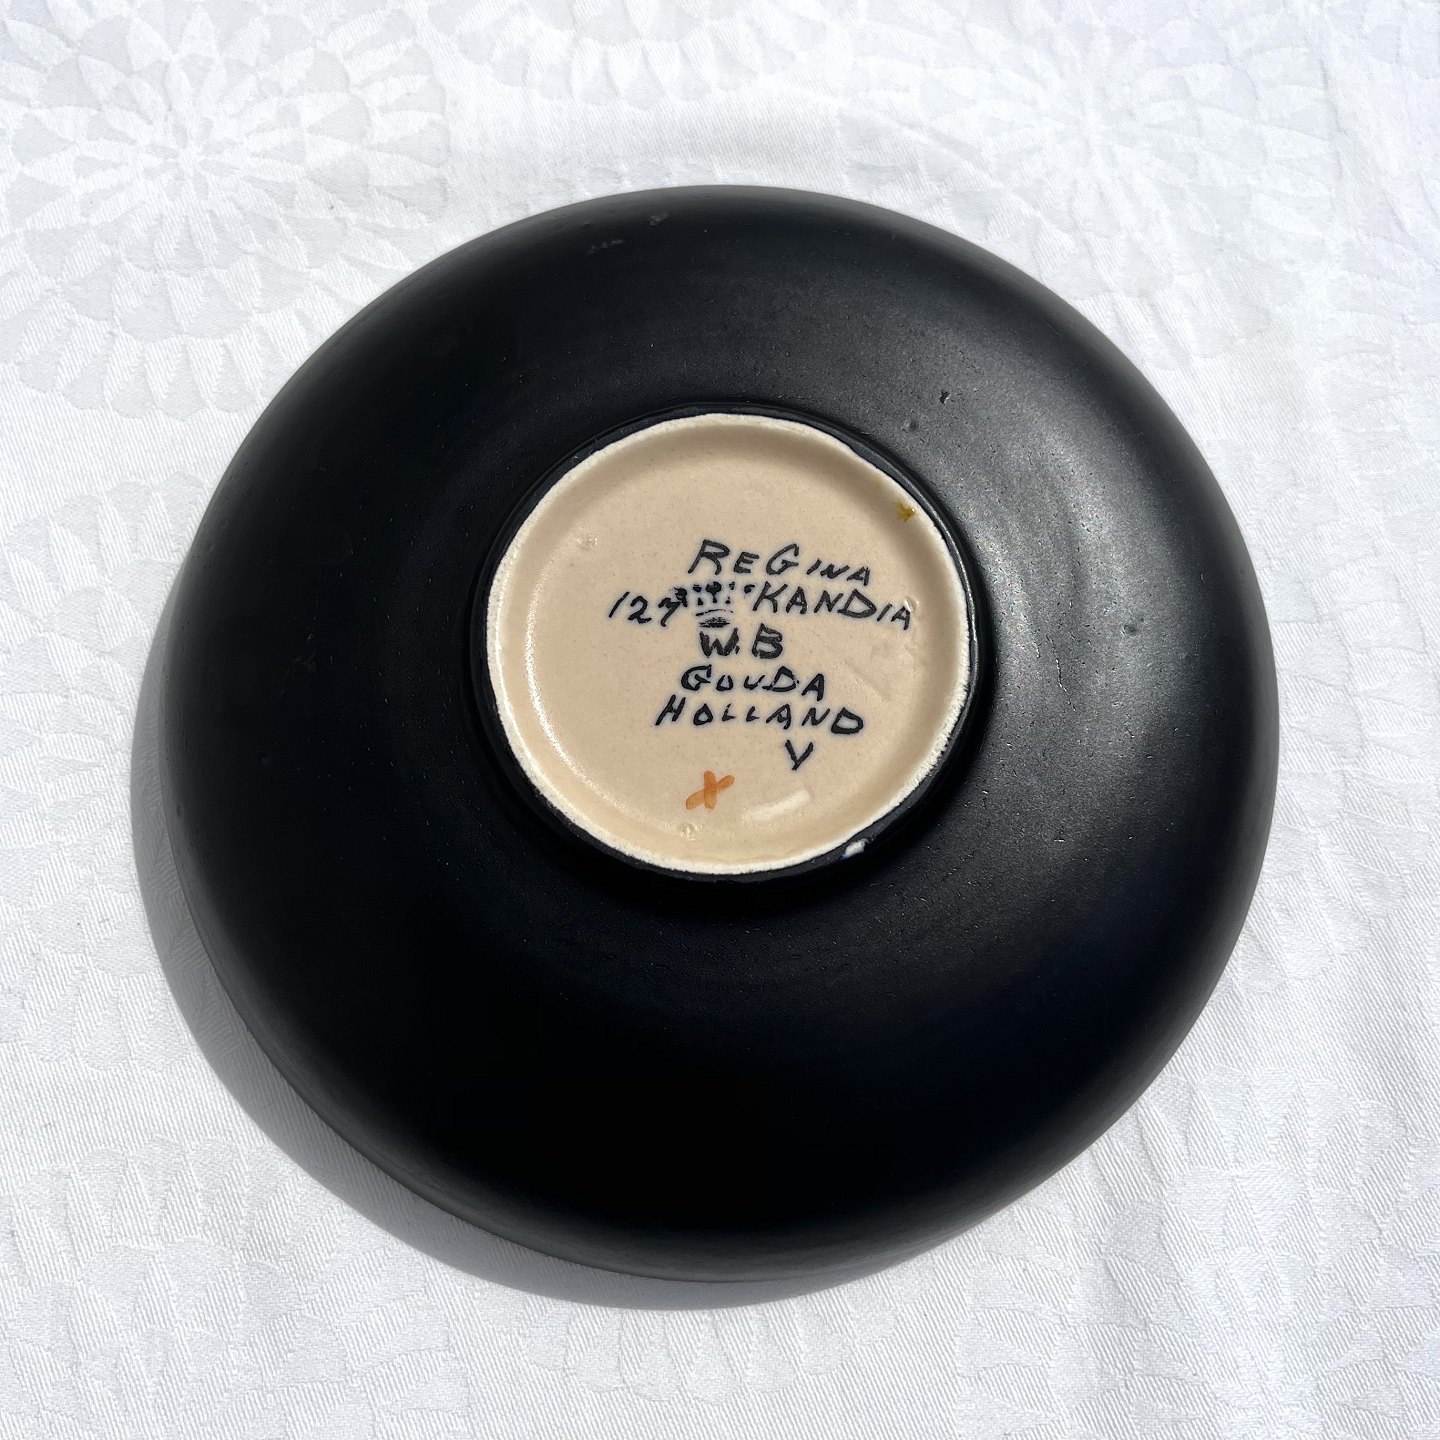 REGINA
127 KANDIA
W.B
GOUDA
HOLLAND
Y
X